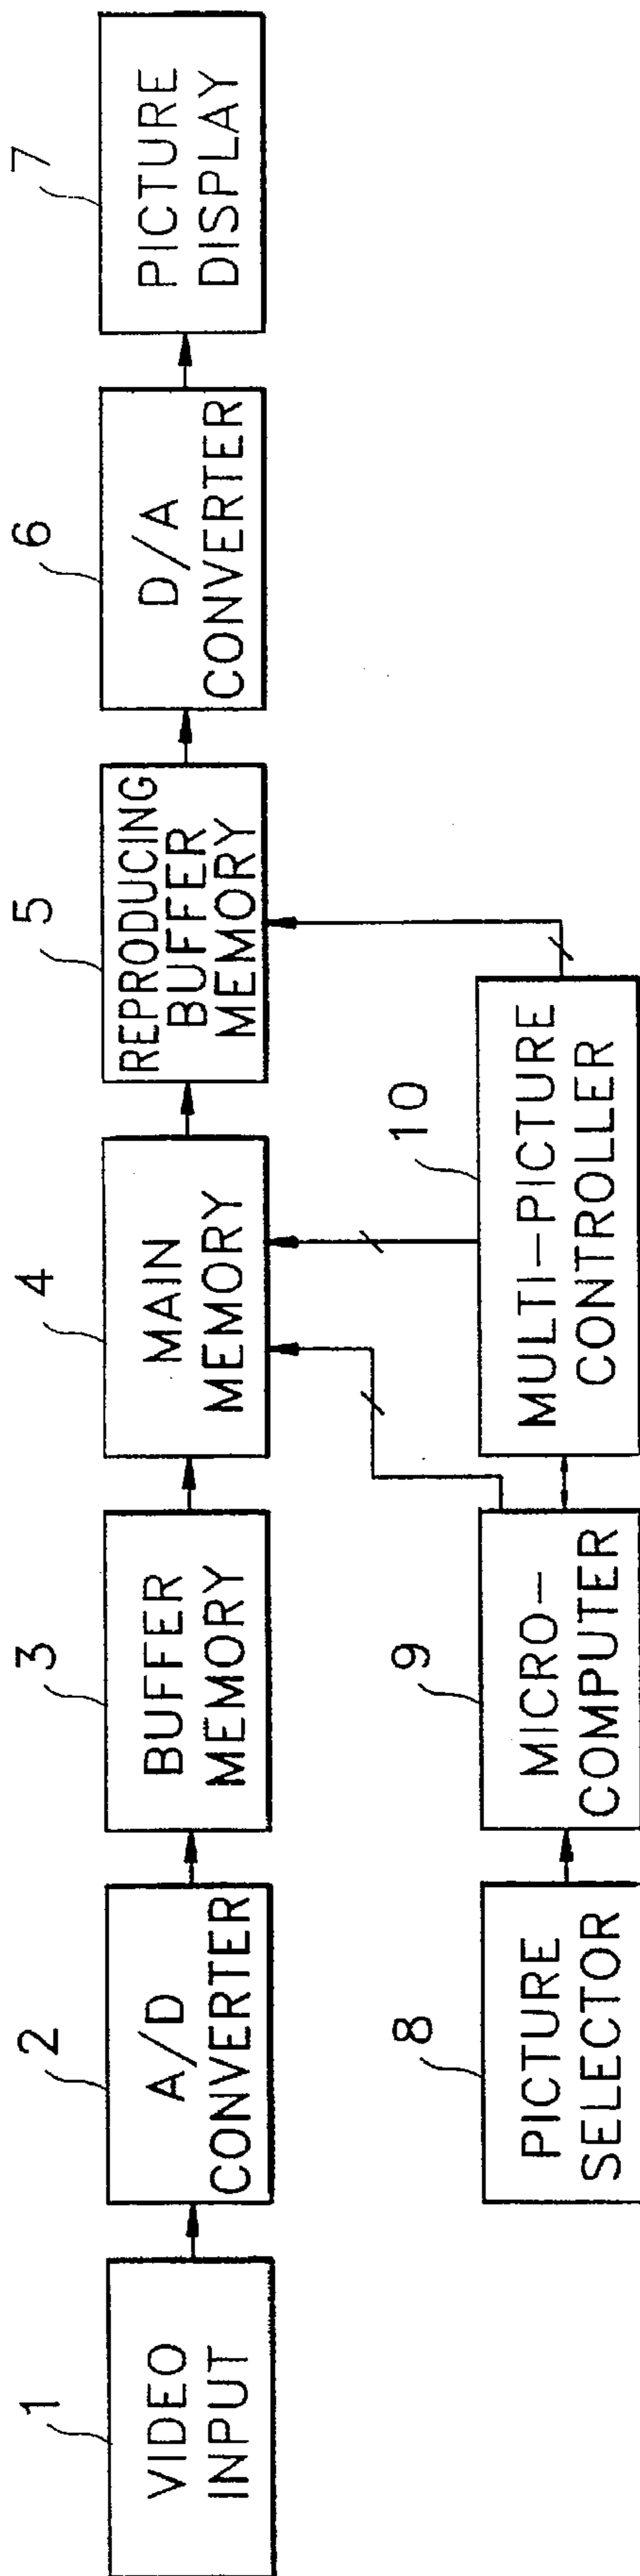 1
VIDEO
INPUT
2
A/D
CONVERTER
3
BUFFER
MEMORY
4
MAIN
MEMORY
5
REPRODUCING
BUFFER
MEMORY
6
D/A
CONVERTER
7
PICTURE
DISPLAY
8
PICTURE
SELECTOR
9
MICRO-
COMPUTER
10
MULTI-PICTURE
CONTROLLER